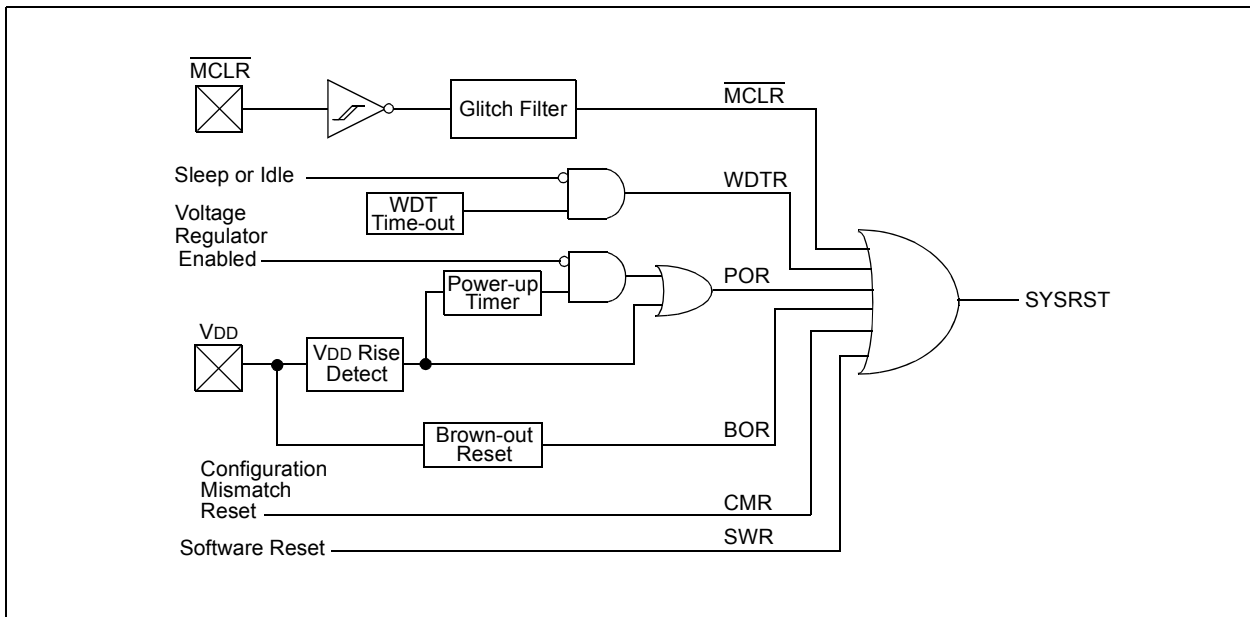 MCLR
Glitch Filter
MCLR
Sleep or Idle
WDTR
WDT
Time-out
Voltage
Regulator
Enabled
Power-up
Timer
POR
SYSRST
VDD
VDD Rise
Detect
Brown-out
Reset
BOR
Configuration
Mismatch
Reset
CMR
Software Reset
SWR